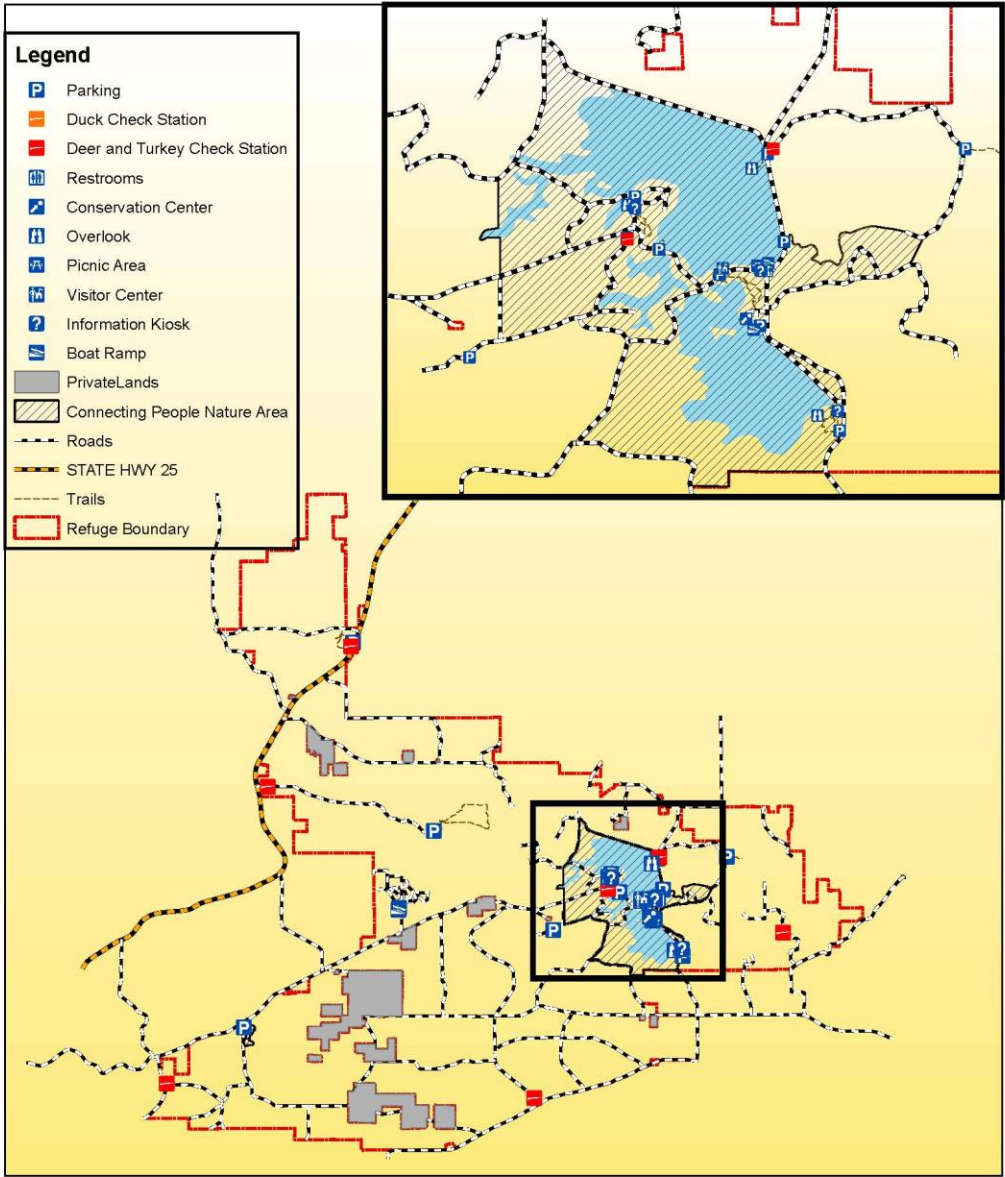 Legend
Parking
Duck Check Station
Deer and Turkey Check Station
Restrooms
Conservation Center
Overlook
Picnic Area
Visitor Center
Information Kiosk
Boat Ramp
PrivateLands
Connecting People Nature Area
Roads
STATE HWY 25
Trails
Refuge Boundary